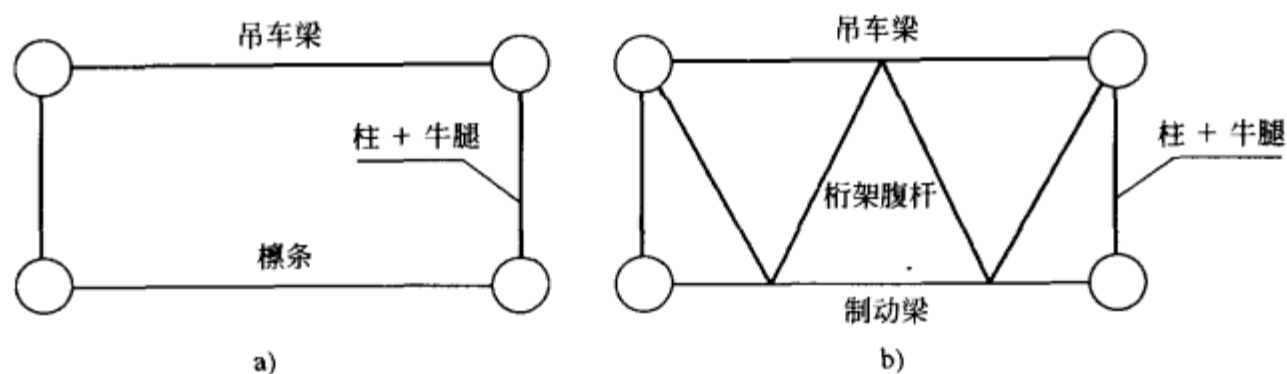 吊车梁
柱 + 牛腿
檩条
a)
吊车梁
柱 + 牛腿
桁架腹杆
制动梁
b)